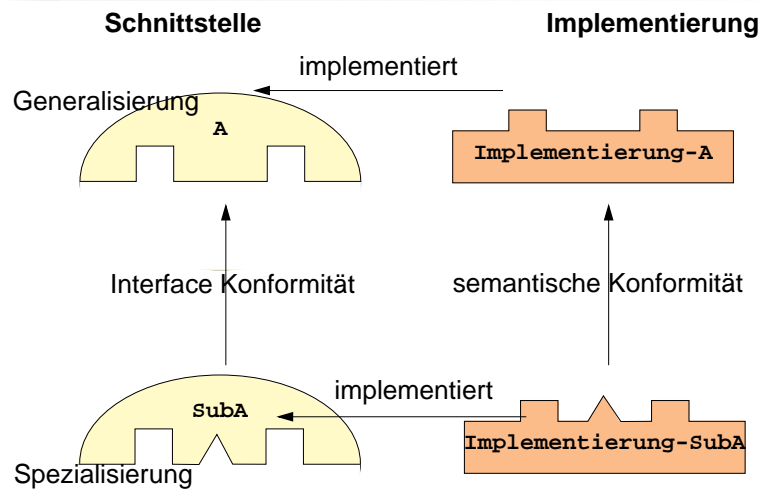 Schnittstelle
Implementierung
implementiert
Generalisierung
A
Implementierung-A
Interface Konformität
semantische Konformität
implementiert
SubA
Implementierung-SubA
Spezialisierung